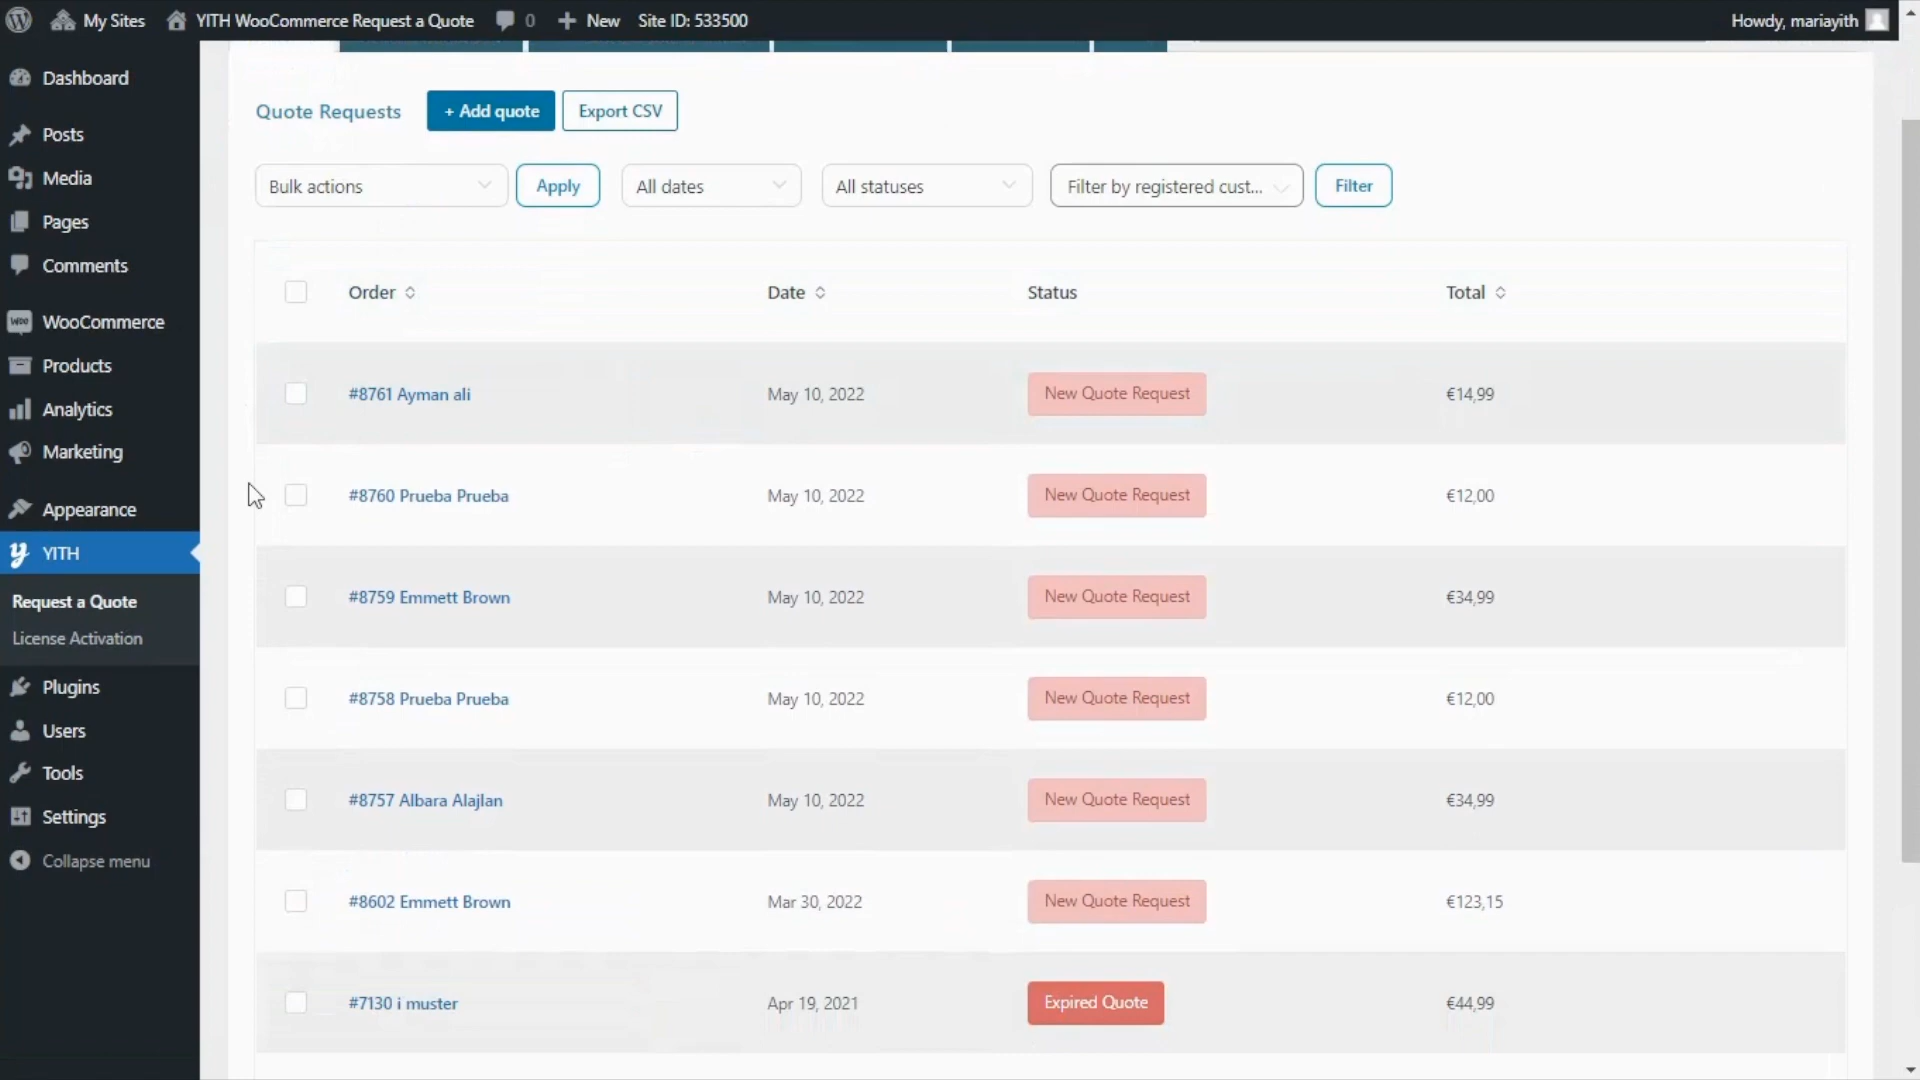 My Sites YITH WooCommerce Request a Quote 0 New Site ID: 533500 Howdy, mariayith
Dashboard
Posts
Media
Pages
Comments
WooCommerce
Products
Analytics
Marketing
Appearance
YITH
Request a Quote
License Activation
Plugins
Users
Tools
Settings
Collapse menu
Quote Requests + Add quote Export CSV
Bulk actions Apply All dates All statuses Filter by registered cust... Filter
Order Date Status Total
#8761 Ayman ali May 10, 2022 New Quote Request €14,99
#8760 Prueba Prueba May 10, 2022 New Quote Request €12,00
#8759 Emmett Brown May 10, 2022 New Quote Request €34,99
#8758 Prueba Prueba May 10, 2022 New Quote Request €12,00
#8757 Albara Alajlan May 10, 2022 New Quote Request €34,99
#8602 Emmett Brown Mar 30, 2022 New Quote Request €123,15
#7130 i muster Apr 19, 2021 Expired Quote €44,99